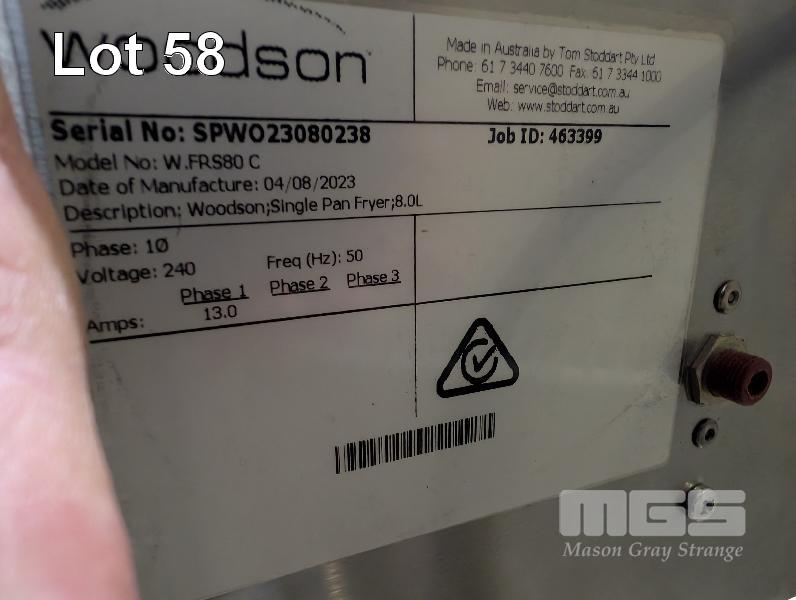 Lot 58
Woodson
Made in Australia by Tom Stoddart Pty Ltd
Phone: 61 7 3440 7600 Fax: 61 7 3344 1000
Email: service@stoddart.com.au
Web: www.stoddart.com.au
Serial No: SPWO23080238 Job ID: 463399
Model No: W.FRS80 C
Date of Manufacture: 04/08/2023
Description: Woodson;Single Pan Fryer;8.0L
Phase: 1Ø
Voltage: 240 Freq (Hz): 50
Phase 1 Phase 2 Phase 3
Amps: 13.0
MGS
Mason Gray Strange